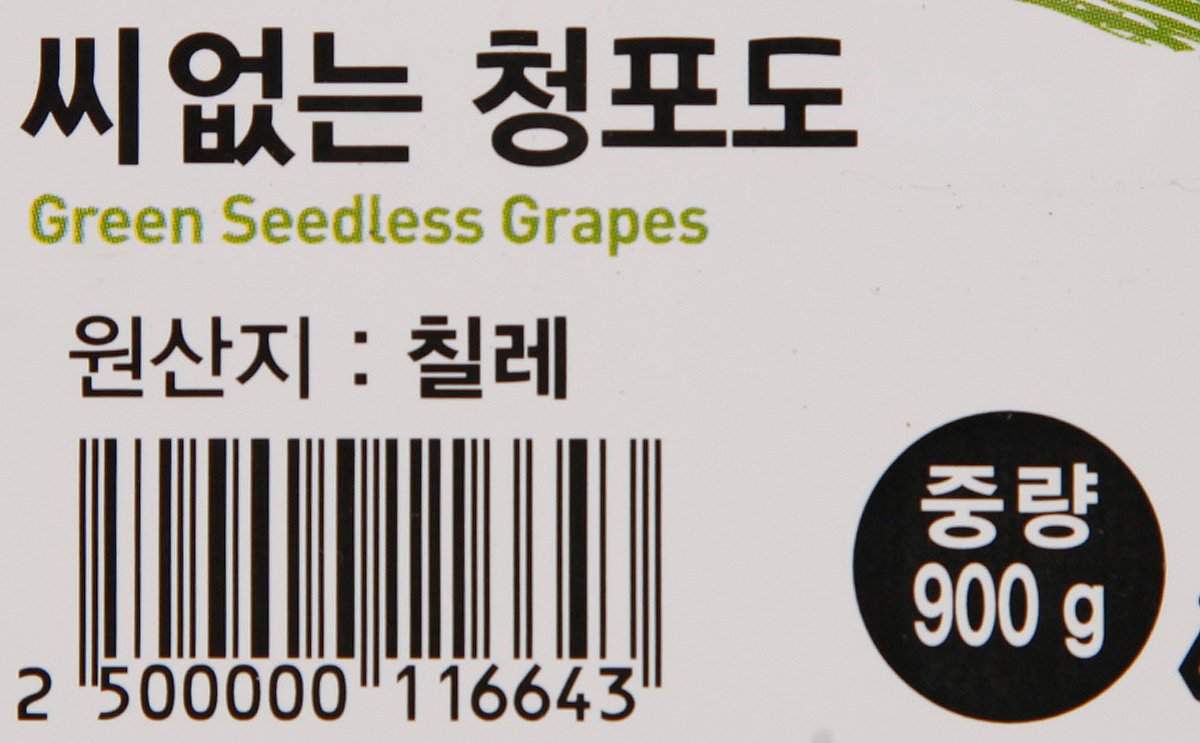 씨없는 청포도
Green Seedless Grapes
원산지 : 칠레
2 500000 116643
중량
900 g